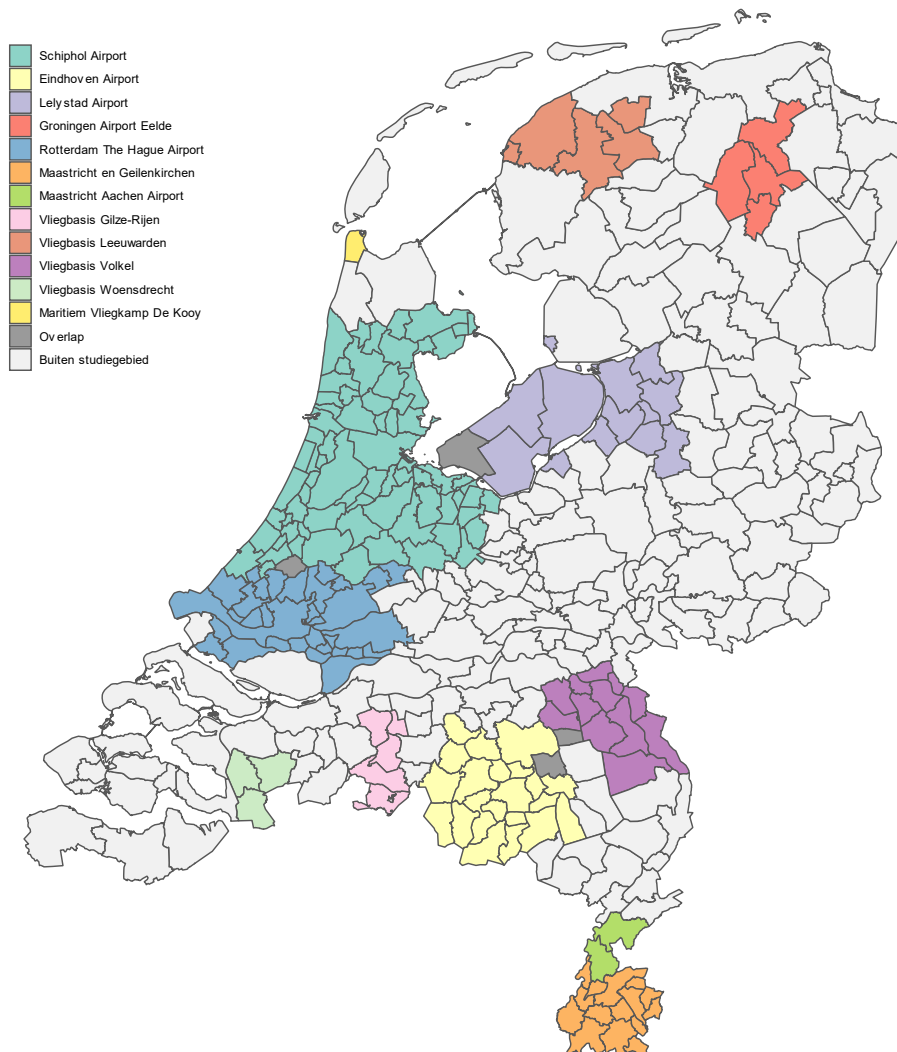 Schiphol Airport
Eindhoven Airport
Lelystad Airport
Groningen Airport Eelde
Rotterdam The Hague Airport
Maastricht en Geilenkirchen
Maastricht Aachen Airport
Vliegbasis Gilze-Rijen
Vliegbasis Leeuwarden
Vliegbasis Volkel
Vliegbasis Woensdrecht
Maritiem Vliegkamp De Kooy
Overlap
Buiten studiegebied